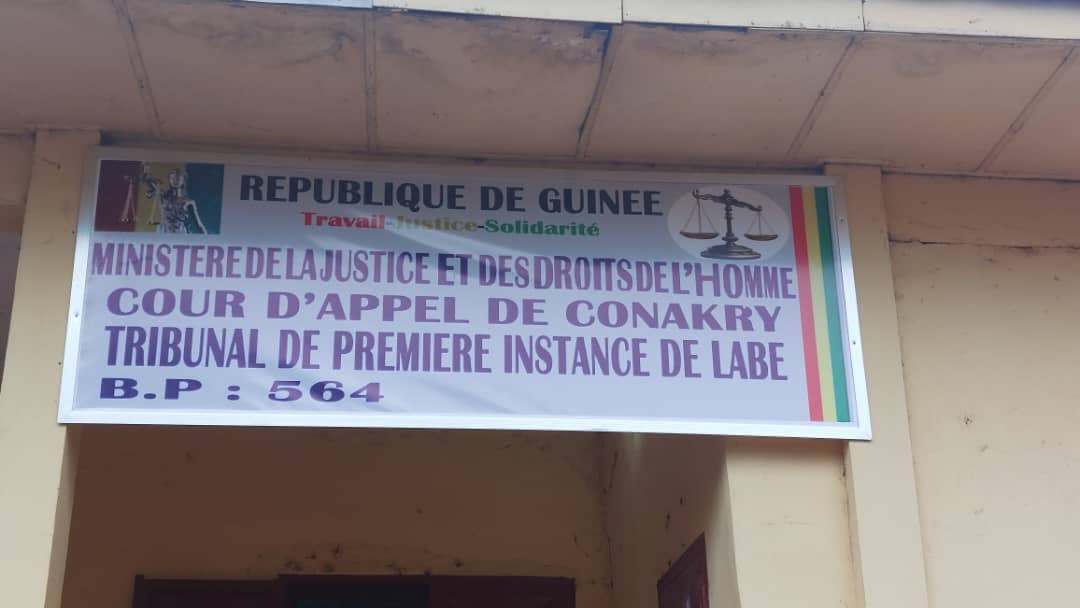 REPUBLIQUE DE GUINEE
Travail-Justice-Solidarité
MINISTERE DE LA JUSTICE ET DES DROITS DE L'HOMME
COUR D'APPEL DE CONAKRY
TRIBUNAL DE PREMIERE INSTANCE DE LABE
B.P : 564